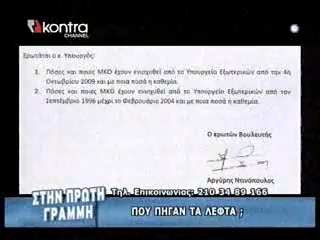 kontra
CHANNEL
Ερωτάται ο κ. Υπουργός:
1. Πόσες και ποιες ΜΚΟ έχουν ενισχυθεί από το Υπουργείο Εξωτερικών από την 4η
Οκτωβρίου 2009 και με ποια ποσά η καθεμία.
2. Πόσες και ποιες ΜΚΟ έχουν ενισχυθεί από το Υπουργείο Εξωτερικών από τον
Σεπτέμβριο 1996 μέχρι το Φεβρουάριο 2004 και με ποια ποσά η καθεμία.
Ο ερωτών Βουλευτής
Αργύρης Ντινόπουλος
ΣΤΗΝ ΠΡΩΤΗ
ΓΡΑΜΜΗ
Τηλ. Επικοινωνίας: 210 34 89 166
ΠΟΥ ΠΗΓΑΝ ΤΑ ΛΕΦΤΑ ;